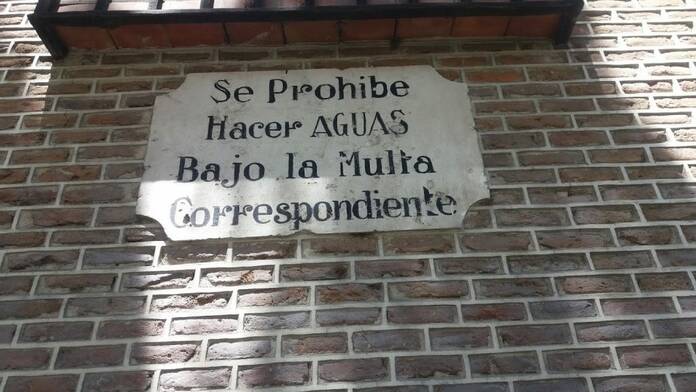 Se Prohibe
Hacer AGUAS
Bajo la Multa
Correspondiente